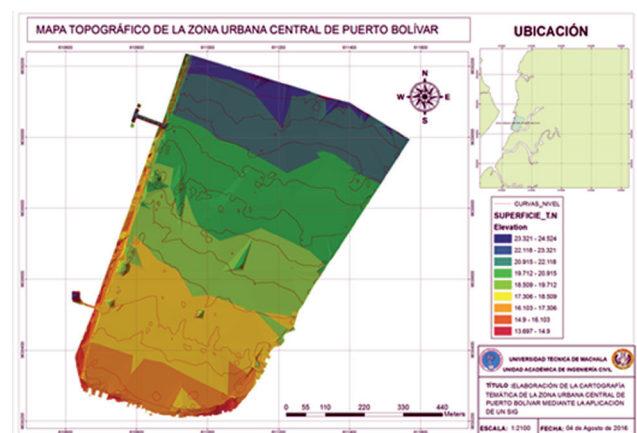 MAPA TOPOGRÁFICO DE LA ZONA URBANA CENTRAL DE PUERTO BOLÍVAR
UBICACIÓN
N
W E
S
CURVAS_NIVEL
SUPERFICIE_T.N
Elevation
23.321 - 24.524
22.118 - 23.321
20.915 - 22.118
19.712 - 20.915
18.509 - 19.712
17.306 - 18.509
16.103 - 17.306
14.9 - 16.103
13.697 - 14.9
0 55 110 220 330 440
Meters
UNIVERSIDAD TÉCNICA DE MACHALA
UNIDAD ACADÉMICA DE INGENIERÍA CIVIL
TÍTULO :ELABORACIÓN DE LA CARTOGRAFÍA
TEMÁTICA DE LA ZONA URBANA CENTRAL DE
PUERTO BOLÍVAR MEDIANTE LA APLICACIÓN
DE UN SIG
ESCALA: 1:2100 FECHA: 04 de Agosto de 2016